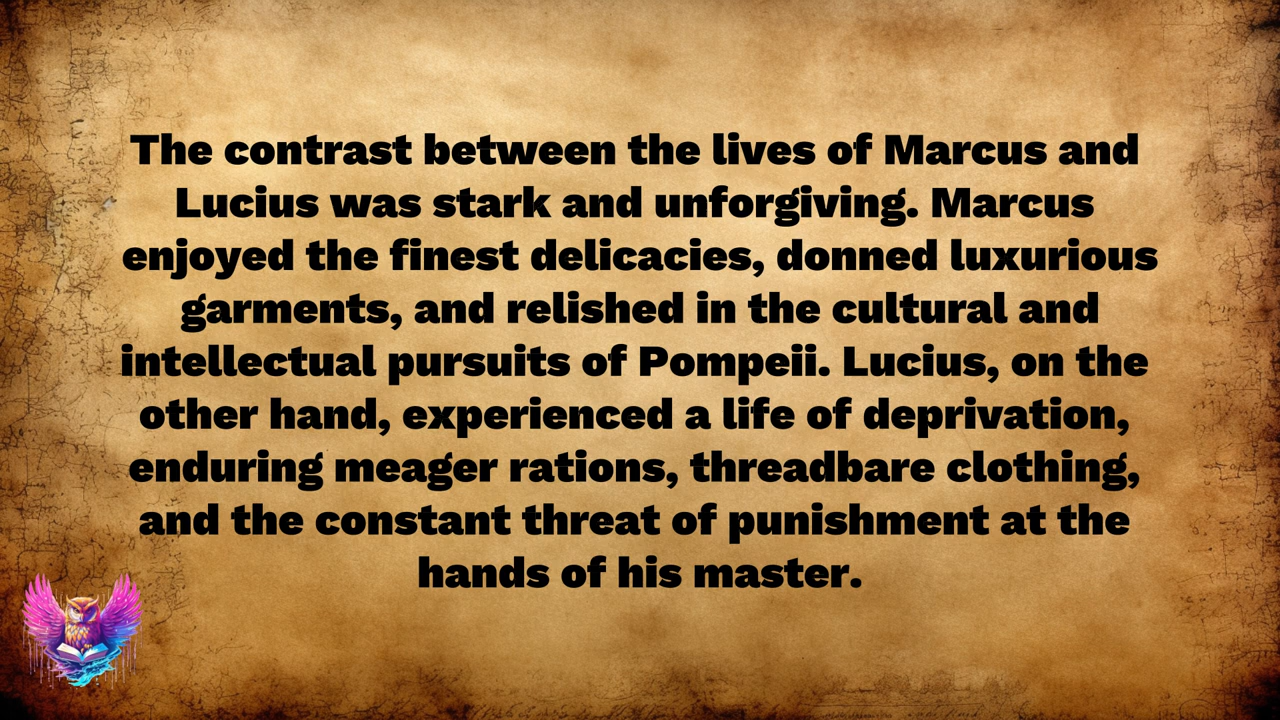 The contrast between the lives of Marcus and
Lucius was stark and unforgiving. Marcus
enjoyed the finest delicacies, donned luxurious
garments, and relished in the cultural and
intellectual pursuits of Pompeii. Lucius, on the
other hand, experienced a life of deprivation,
enduring meager rations, threadbare clothing,
and the constant threat of punishment at the
hands of his master.